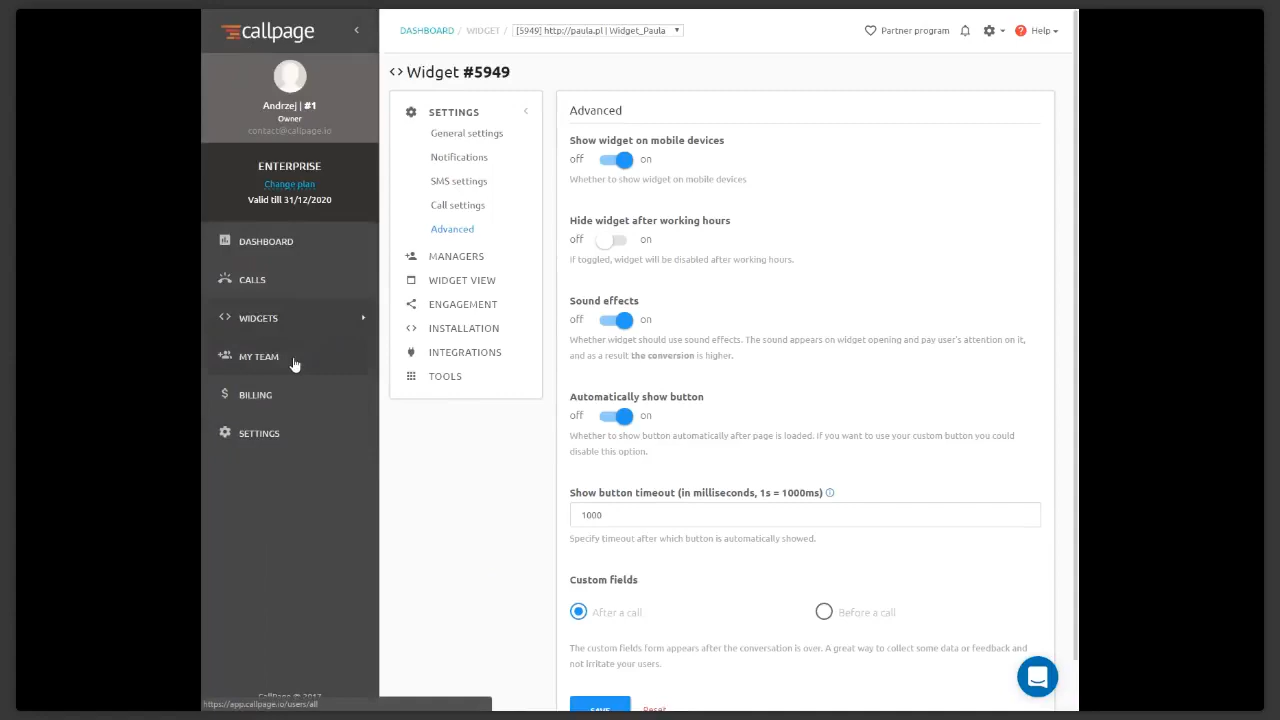 callpage
Andrzej | #1
Owner
contact@callpage.io
ENTERPRISE
Change plan
Valid till 31/12/2020
DASHBOARD
CALLS
WIDGETS
MY TEAM
BILLING
SETTINGS
CallPage © 2017
https://app.callpage.io/users/all
DASHBOARD / WIDGET / [5949] http://paula.pl | Widget_Paula
Partner program
Help
<> Widget #5949
SETTINGS
General settings
Notifications
SMS settings
Call settings
Advanced
MANAGERS
WIDGET VIEW
ENGAGEMENT
INSTALLATION
INTEGRATIONS
TOOLS
Advanced
Show widget on mobile devices
off on
Whether to show widget on mobile devices
Hide widget after working hours
off on
If toggled, widget will be disabled after working hours.
Sound effects
off on
Whether widget should use sound effects. The sound appears on widget opening and pay user's attention on it,
and as a result the conversion is higher.
Automatically show button
off on
Whether to show button automatically after page is loaded. If you want to use your custom button you could
disable this option.
Show button timeout (in milliseconds, 1s = 1000ms)
1000
Specify timeout after which button is automatically showed.
Custom fields
After a call
Before a call
The custom fields form appears after the conversation is over. A great way to collect some data or feedback and
not irritate your users.
SAVE
Reset